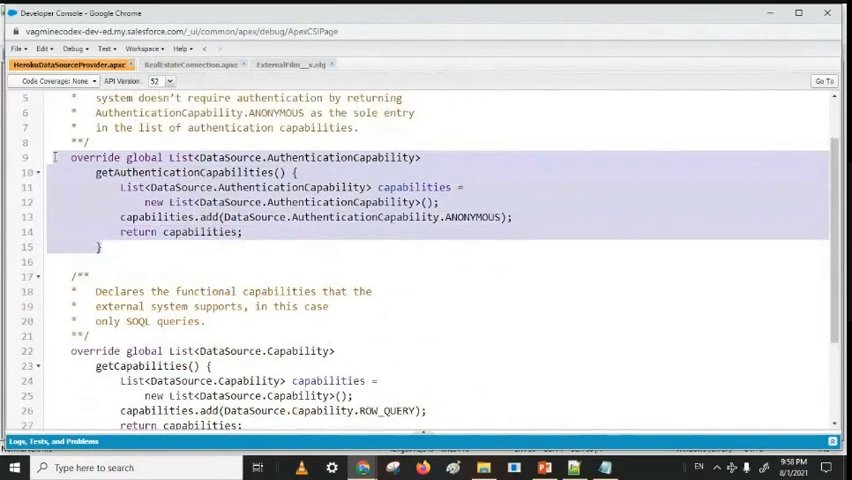 Developer Console - Google Chrome
vagminecodex-dev-ed.my.salesforce.com/_ui/common/apex/debug/ApexCSIPage
File Edit Debug Test Workspace Help < >
HerokuDataSourceProvider.apxc RealEstateConnection.apxc ExternalFilm__x.obj
Code Coverage: None API Version: 52 Go To
5 * system doesn't require authentication by returning
6 * AuthenticationCapability.ANONYMOUS as the sole entry
7 * in the list of authentication capabilities.
8 **/
9 override global List<DataSource.AuthenticationCapability>
10 getAuthenticationCapabilities() {
11 List<DataSource.AuthenticationCapability> capabilities =
12 new List<DataSource.AuthenticationCapability>();
13 capabilities.add(DataSource.AuthenticationCapability.ANONYMOUS);
14 return capabilities;
15 }
16
17 /**
18 * Declares the functional capabilities that the
19 * external system supports, in this case
20 * only SOQL queries.
21 **/
22 override global List<DataSource.Capability>
23 getCapabilities() {
24 List<DataSource.Capability> capabilities =
25 new List<DataSource.Capability>();
26 capabilities.add(DataSource.Capability.ROW_QUERY);
27 return capabilities;
Logs, Tests, and Problems
Type here to search
EN
9:58 PM
8/1/2021